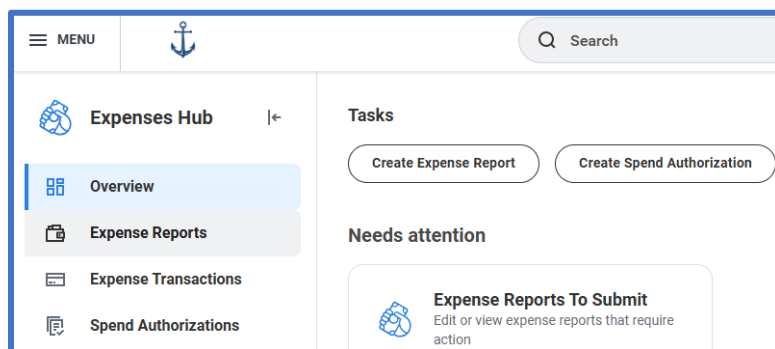 MENU
Search
Expenses Hub
Overview
Expense Reports
Expense Transactions
Spend Authorizations
Tasks
Create Expense Report
Create Spend Authorization
Needs attention
Expense Reports To Submit
Edit or view expense reports that require
action